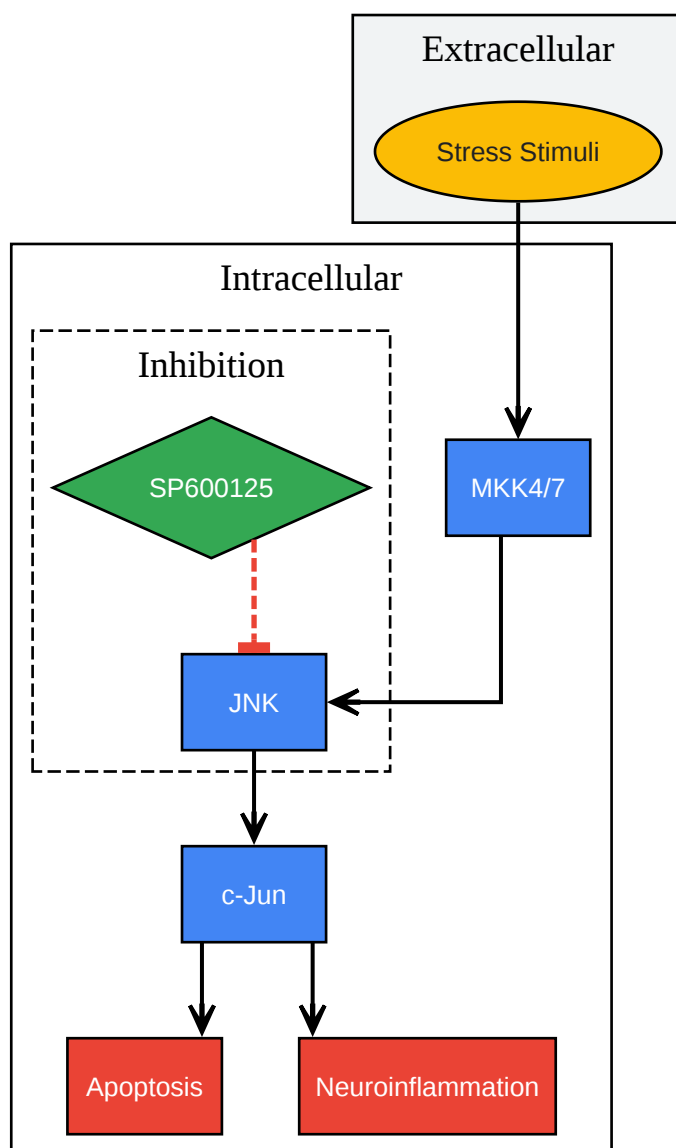 Extracellular
Stress Stimuli
Intracellular
Inhibition
SP600125
MKK4/7
JNK
c-Jun
Apoptosis
Neuroinflammation